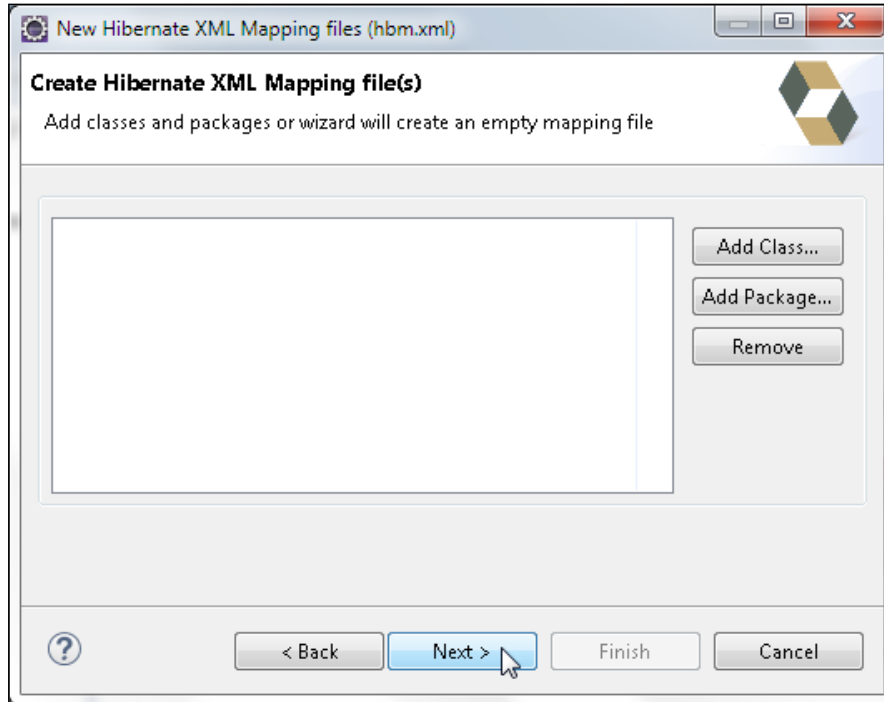 New Hibernate XML Mapping files (hbm.xml)
Create Hibernate XML Mapping file(s)
Add classes and packages or wizard will create an empty mapping file
Add Class...
Add Package...
Remove
?
< Back
Next >
Finish
Cancel